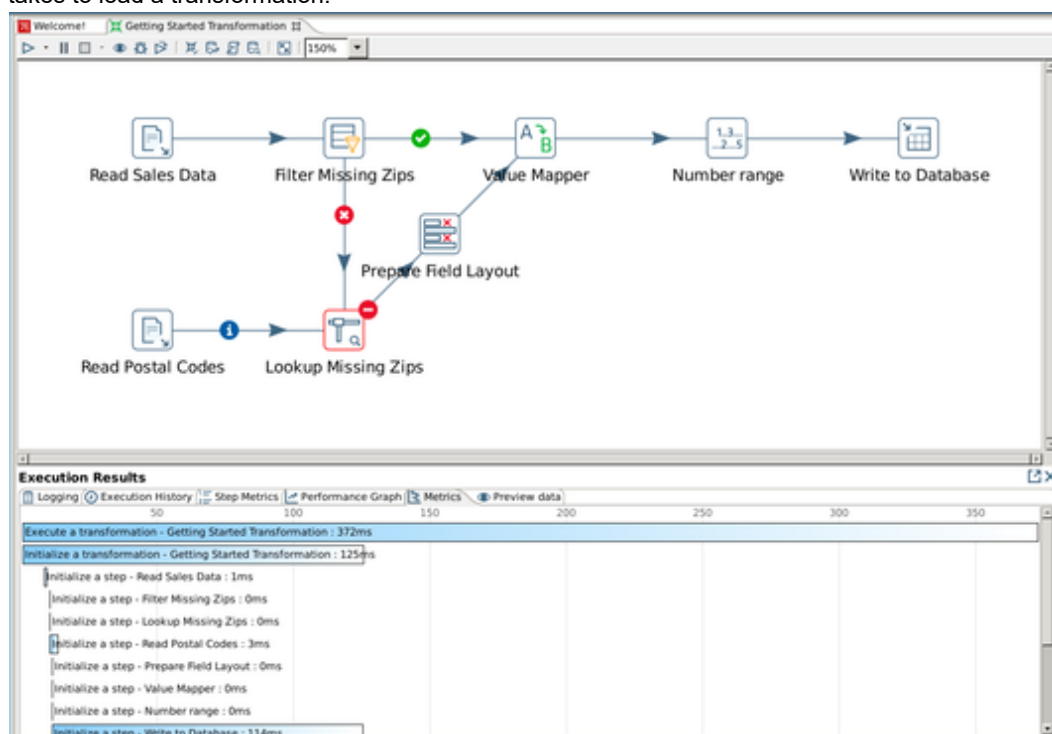 takes to load a transformation.
Welcome! Getting Started Transformation
150%
A B
1..3...
...2...5
Read Sales Data Filter Missing Zips Value Mapper Number range Write to Database
Prepare Field Layout
Read Postal Codes Lookup Missing Zips
Execution Results
Logging Execution History Step Metrics Performance Graph Metrics Preview data
50 100 150 200 250 300 350
Execute a transformation - Getting Started Transformation : 372ms
Initialize a transformation - Getting Started Transformation : 125ms
Initialize a step - Read Sales Data : 1ms
Initialize a step - Filter Missing Zips : 0ms
Initialize a step - Lookup Missing Zips : 0ms
Initialize a step - Read Postal Codes : 3ms
Initialize a step - Prepare Field Layout : 0ms
Initialize a step - Value Mapper : 0ms
Initialize a step - Number range : 0ms
Initialize a step - Write to Database : 114ms